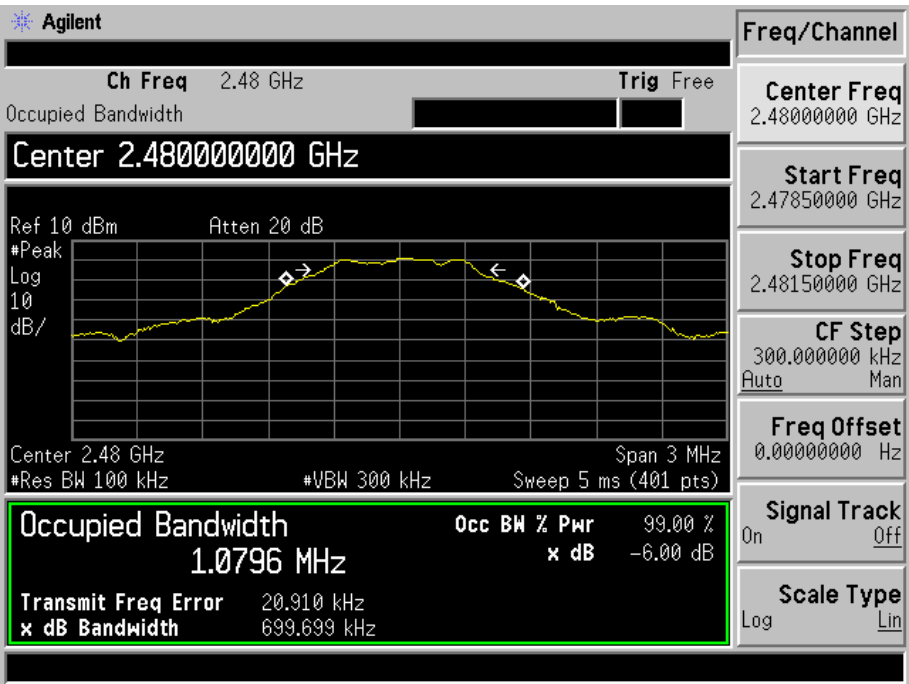 Agilent
Freq/Channel
Ch Freq 2.48 GHz Trig Free
Occupied Bandwidth
Center 2.480000000 GHz
Ref 10 dBm Atten 20 dB
#Peak
Log
10
dB/
Center 2.48 GHz Span 3 MHz
#Res BW 100 kHz #VBW 300 kHz Sweep 5 ms (401 pts)
Occupied Bandwidth Occ BW % Pwr 99.00 %
1.0796 MHz x dB -6.00 dB
Transmit Freq Error 20.910 kHz
x dB Bandwidth 699.699 kHz
Center Freq
2.48000000 GHz
Start Freq
2.47850000 GHz
Stop Freq
2.48150000 GHz
CF Step
300.000000 kHz
Auto Man
Freq Offset
0.00000000 Hz
Signal Track
On Off
Scale Type
Log Lin